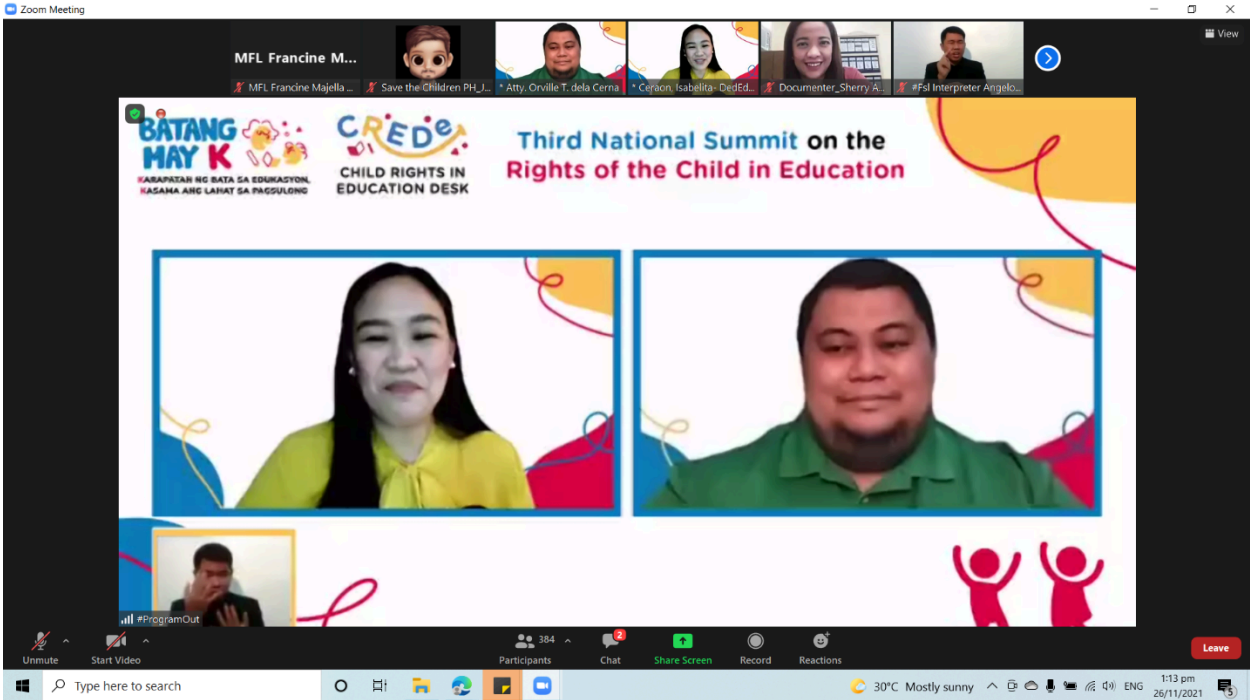 Zoom Meeting
View
MFL Francine M...
MFL Francine Majella ...
Save the Children PH_J...
* Atty. Orville T. dela Cerna
* Ceraon, Isabelita- DedEd...
Documenter_Sherry A...
#Fsl Interpreter Angelo...
BATANG
MAY K
KARAPATAN NG BATA SA EDUKASYON,
KASAMA ANG LAHAT SA PAGSULONG
CREDe
CHILD RIGHTS IN
EDUCATION DESK
Third National Summit on the
Rights of the Child in Education
#ProgramOut
Unmute
Start Video
384
Participants
2
Chat
Share Screen
Record
Reactions
Leave
Type here to search
30°C Mostly sunny
ENG
1:13 pm
26/11/2021
5